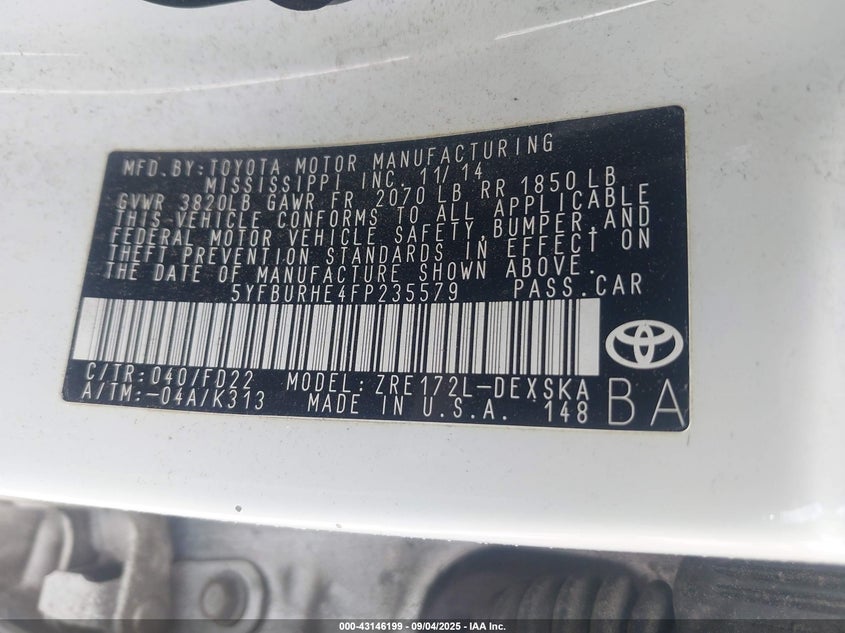 MFD.BY:TOYOTA MOTOR MANUFACTURING
MISSISSIPPI INC. 11/14
GVWR 3820LB GAWR FR 2070 LB RR 1850 LB
THIS VEHICLE CONFORMS TO ALL APPLICABLE
FEDERAL MOTOR VEHICLE SAFETY, BUMPER, AND
THEFT PREVENTION STANDARDS IN EFFECT ON
THE DATE OF MANUFACTURE SHOWN ABOVE.
5YFBURHE4FP235579 PASS.CAR
C/TR:040/FD22 MODEL:ZRE172L-DEXSKA
A/TM:-04A/K313 MADE IN U.S.A. 148
BA
000-43146199 - 09/04/2025 - IAA Inc.